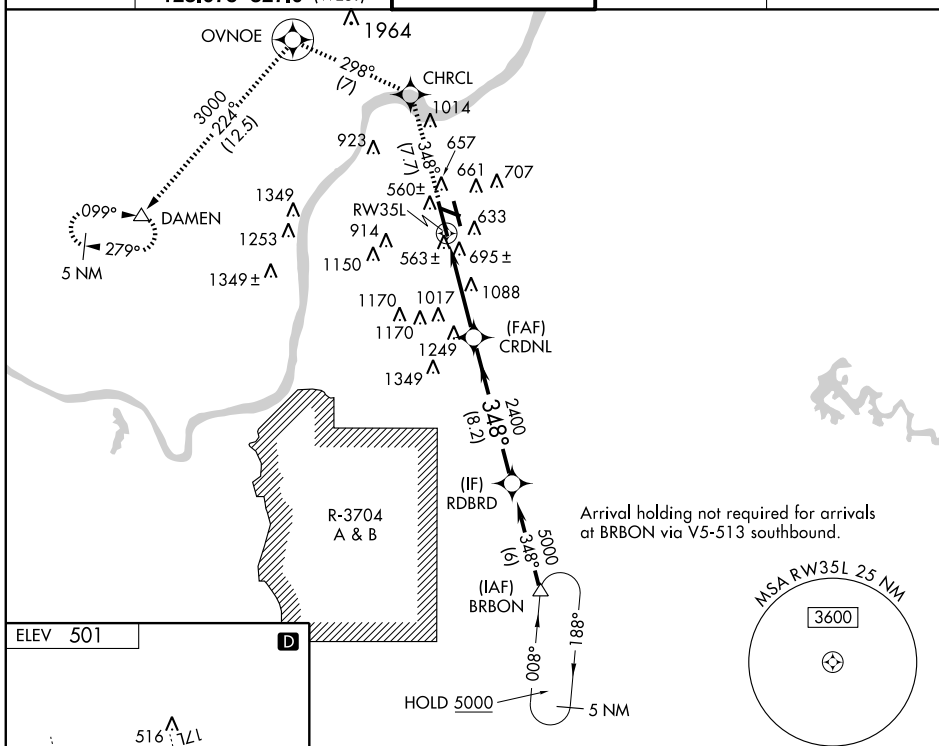 OVNOE
1964
298°
(7)
CHRCL
3000
224°
(12.5)
1014
348°
(7.7)
923
657
661
707
560±
1349
099°
DAMEN
RW35L
633
914
1253
279°
1150
563±
695±
5 NM
1349±
1088
1170
1017
1170
(FAF)
CRDNL
1249
1349
2400
348°
(8.2)
(IF)
RDBRD
R-3704
A & B
Arrival holding not required for arrivals
at BRBON via V5-513 southbound.
5000
348°
(6)
MSA RW35L 25 NM
(IAF)
BRBON
3600
ELEV 501
D
008°
188°
HOLD 5000
5 NM
516
17L